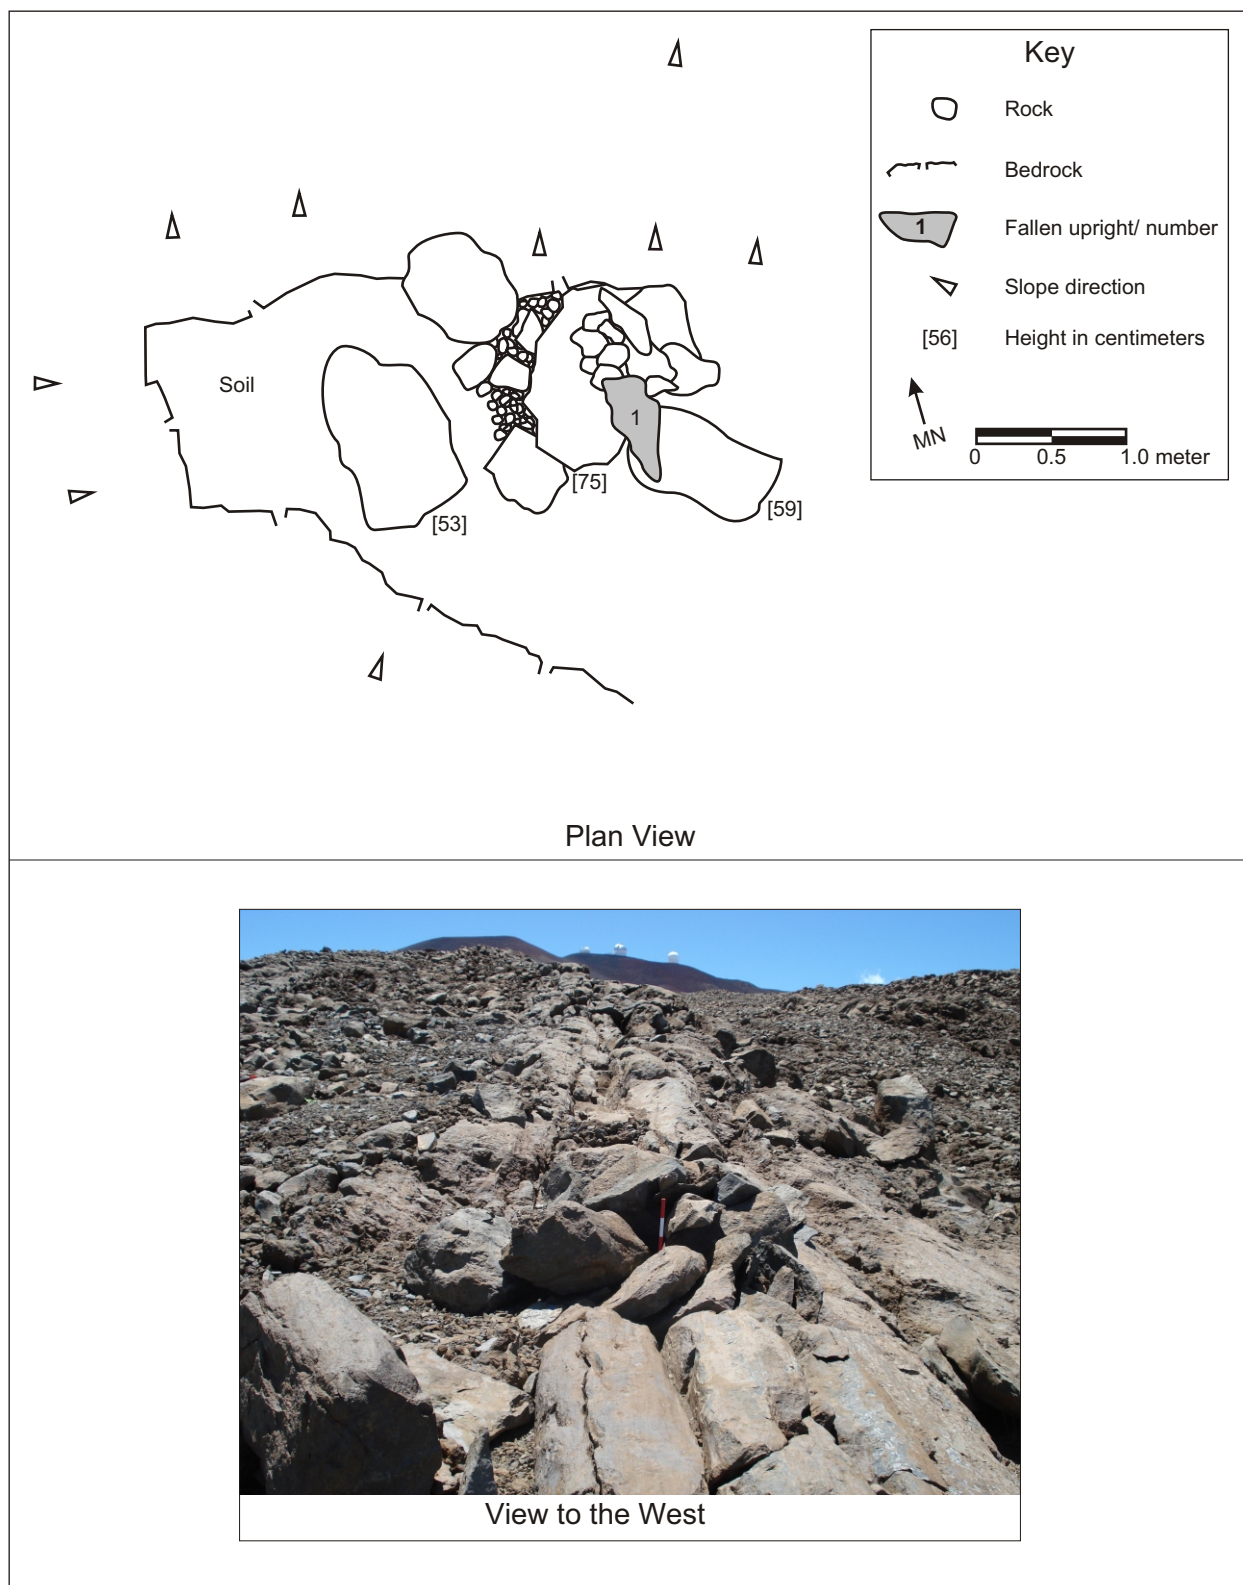 Key
Rock
Bedrock
1
Fallen upright/ number
Slope direction
[56]
Height in centimeters
MN
0
0.5
1.0 meter
Soil
1
[75]
[53]
[59]
Plan View
View to the West